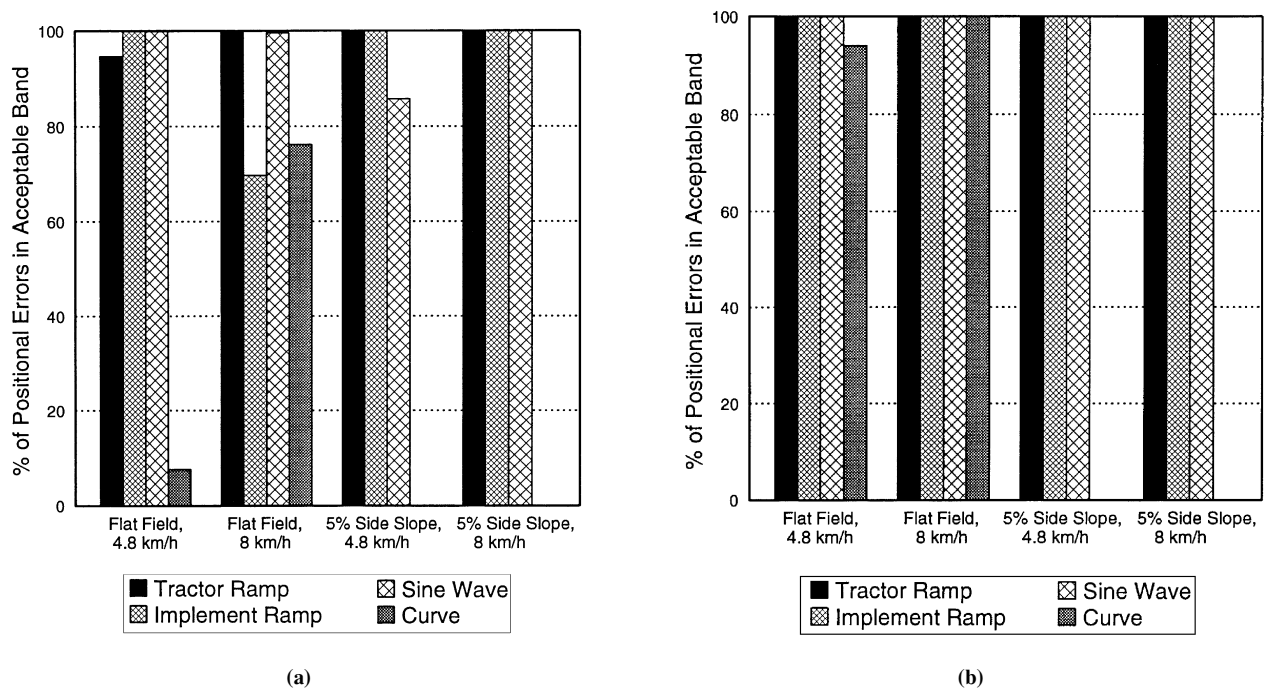 % of Positional Errors in Acceptable Band
100
80
60
40
20
0
Flat Field,
4.8 km/h
Flat Field,
8 km/h
5% Side Slope,
4.8 km/h
5% Side Slope,
8 km/h
Tractor Ramp
Sine Wave
Implement Ramp
Curve
(a)
% of Positional Errors in Acceptable Band
100
80
60
40
20
0
Flat Field,
4.8 km/h
Flat Field,
8 km/h
5% Side Slope,
4.8 km/h
5% Side Slope,
8 km/h
Tractor Ramp
Sine Wave
Implement Ramp
Curve
(b)